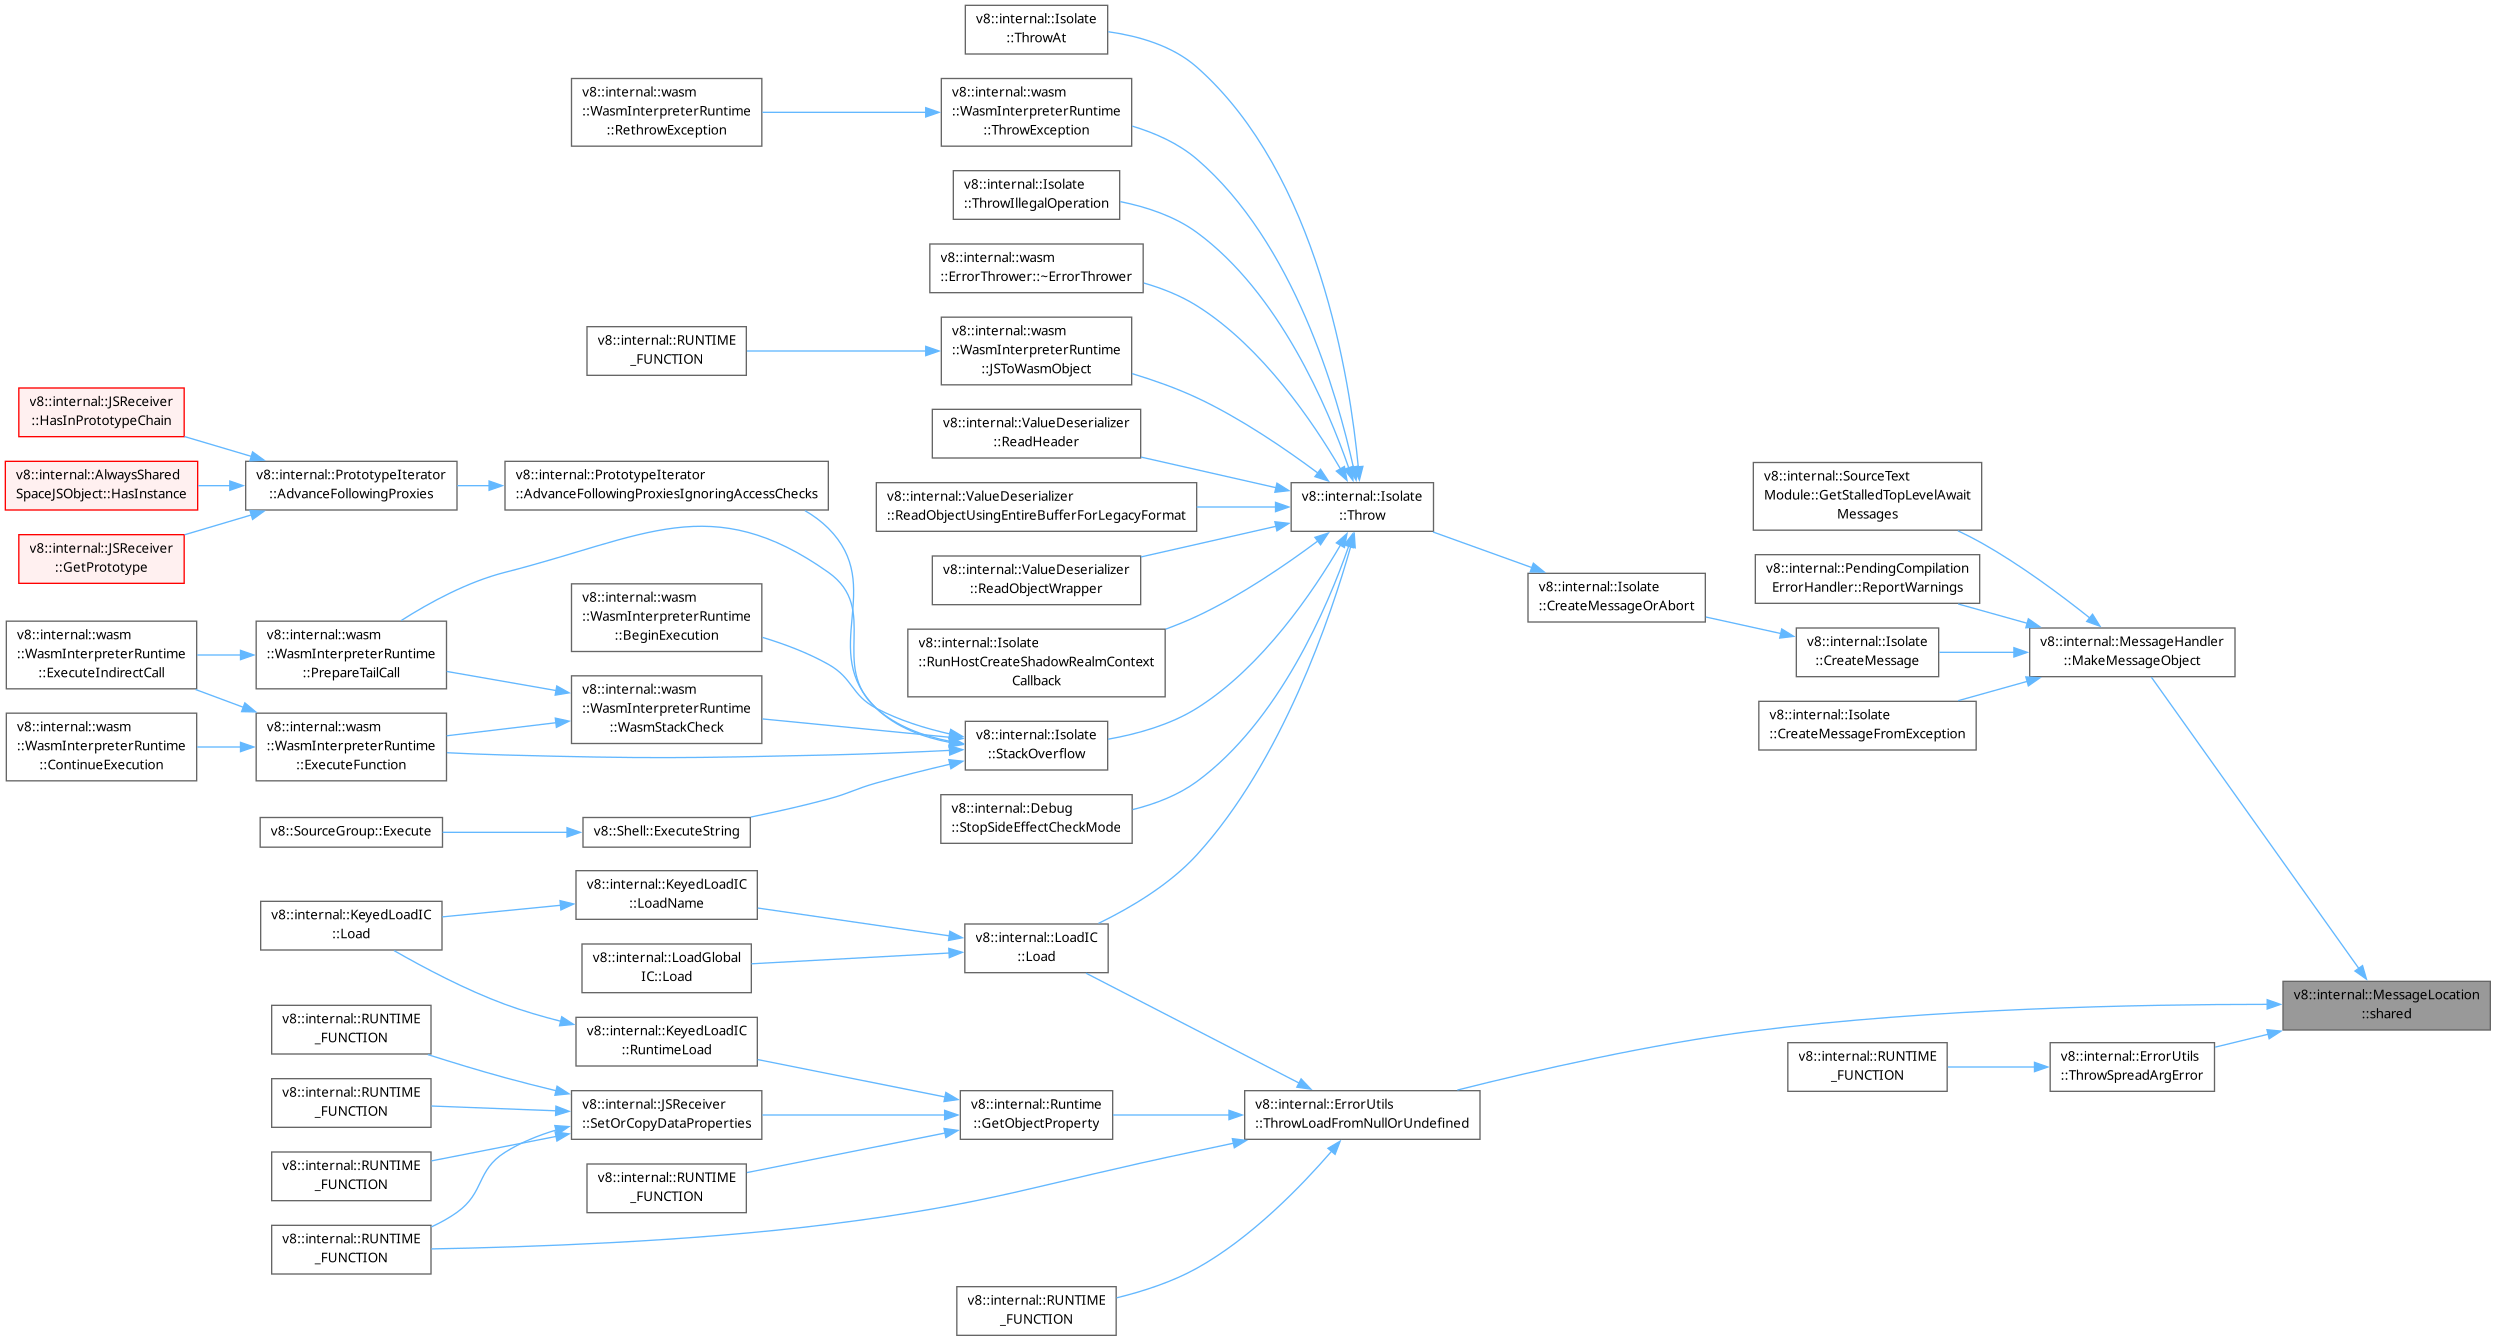 v8::internal::Isolate
::ThrowAt
v8::internal::wasm
::WasmInterpreterRuntime
::RethrowException
v8::internal::wasm
::WasmInterpreterRuntime
::ThrowException
v8::internal::Isolate
::ThrowIllegalOperation
v8::internal::wasm
::ErrorThrower::~ErrorThrower
v8::internal::RUNTIME
_FUNCTION
v8::internal::wasm
::WasmInterpreterRuntime
::JSToWasmObject
v8::internal::JSReceiver
::HasInPrototypeChain
v8::internal::ValueDeserializer
::ReadHeader
v8::internal::AlwaysShared
SpaceJSObject::HasInstance
v8::internal::PrototypeIterator
::AdvanceFollowingProxies
v8::internal::PrototypeIterator
::AdvanceFollowingProxiesIgnoringAccessChecks
v8::internal::ValueDeserializer
::ReadObjectUsingEntireBufferForLegacyFormat
v8::internal::Isolate
::Throw
v8::internal::SourceText
Module::GetStalledTopLevelAwait
Messages
v8::internal::JSReceiver
::GetPrototype
v8::internal::ValueDeserializer
::ReadObjectWrapper
v8::internal::Isolate
::CreateMessageOrAbort
v8::internal::PendingCompilation
ErrorHandler::ReportWarnings
v8::internal::wasm
::WasmInterpreterRuntime
::BeginExecution
v8::internal::wasm
::WasmInterpreterRuntime
::ExecuteIndirectCall
v8::internal::wasm
::WasmInterpreterRuntime
::PrepareTailCall
v8::internal::Isolate
::RunHostCreateShadowRealmContext
Callback
v8::internal::Isolate
::CreateMessage
v8::internal::MessageHandler
::MakeMessageObject
v8::internal::wasm
::WasmInterpreterRuntime
::WasmStackCheck
v8::internal::Isolate
::CreateMessageFromException
v8::internal::wasm
::WasmInterpreterRuntime
::ContinueExecution
v8::internal::wasm
::WasmInterpreterRuntime
::ExecuteFunction
v8::internal::Isolate
::StackOverflow
v8::internal::Debug
::StopSideEffectCheckMode
v8::SourceGroup::Execute
v8::Shell::ExecuteString
v8::internal::KeyedLoadIC
::LoadName
v8::internal::KeyedLoadIC
::Load
v8::internal::LoadGlobal
IC::Load
v8::internal::LoadIC
::Load
v8::internal::MessageLocation
::shared
v8::internal::RUNTIME
_FUNCTION
v8::internal::KeyedLoadIC
::RuntimeLoad
v8::internal::RUNTIME
_FUNCTION
v8::internal::ErrorUtils
::ThrowSpreadArgError
v8::internal::RUNTIME
_FUNCTION
v8::internal::JSReceiver
::SetOrCopyDataProperties
v8::internal::Runtime
::GetObjectProperty
v8::internal::ErrorUtils
::ThrowLoadFromNullOrUndefined
v8::internal::RUNTIME
_FUNCTION
v8::internal::RUNTIME
_FUNCTION
v8::internal::RUNTIME
_FUNCTION
v8::internal::RUNTIME
_FUNCTION